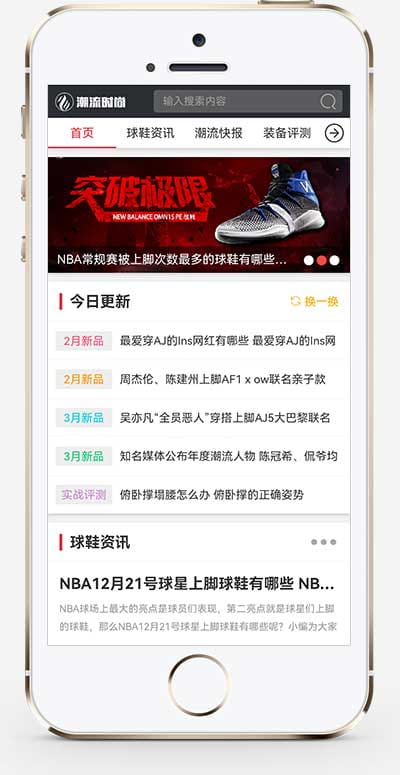 潮流时尚
输入搜索内容
首页 球鞋资讯 潮流快报 装备评测
突破极限
NEW BALANCE OMN1S PE 战靴
NBA常规赛被上脚次数最多的球鞋有哪些...
今日更新
换一换
2月新品 最爱穿AJ的Ins网红有哪些 最爱穿AJ的Ins网
2月新品 周杰伦、陈建州上脚AF1 x ow联名亲子款
3月新品 吴亦凡“全员恶人”穿搭上脚AJ5大巴黎联名
3月新品 知名媒体公布年度潮流人物 陈冠希、侃爷均
实战评测 俯卧撑塌腰怎么办 俯卧撑的正确姿势
球鞋资讯
NBA12月21号球星上脚球鞋有哪些 NB...
NBA球场上最大的亮点是球员们表现，第二亮点就是球星们上脚
的球鞋，那么NBA12月21号球星上脚球鞋有哪些呢？小编为大家